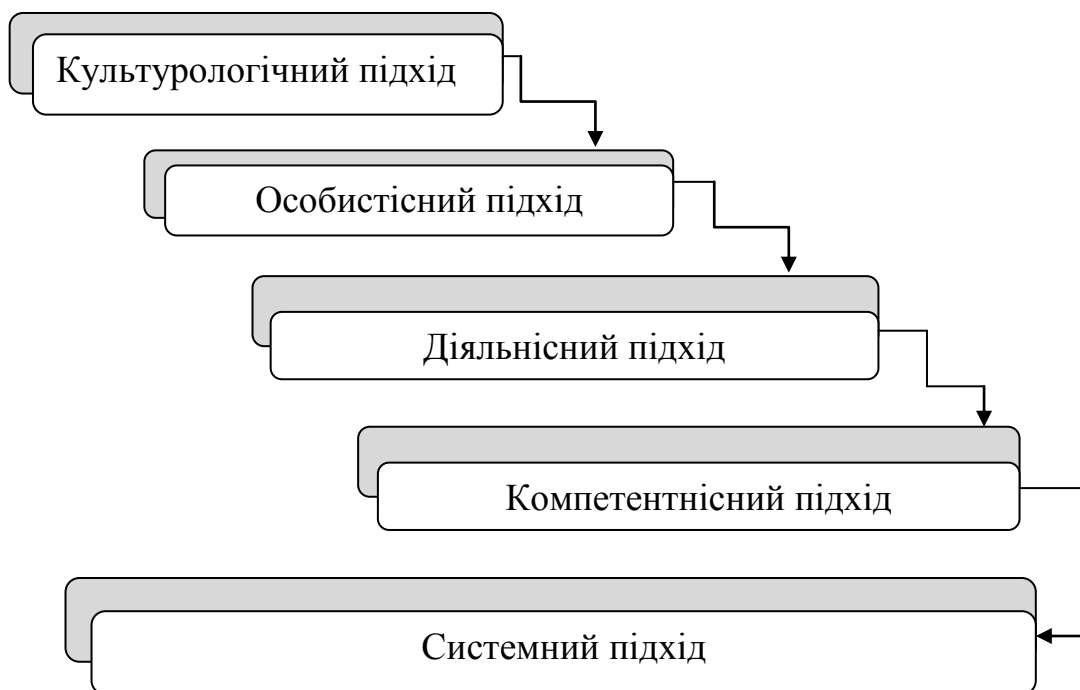 Культурологічний підхід
Особистісний підхід
Діяльнісний підхід
Компетентнісний підхід
Системний підхід